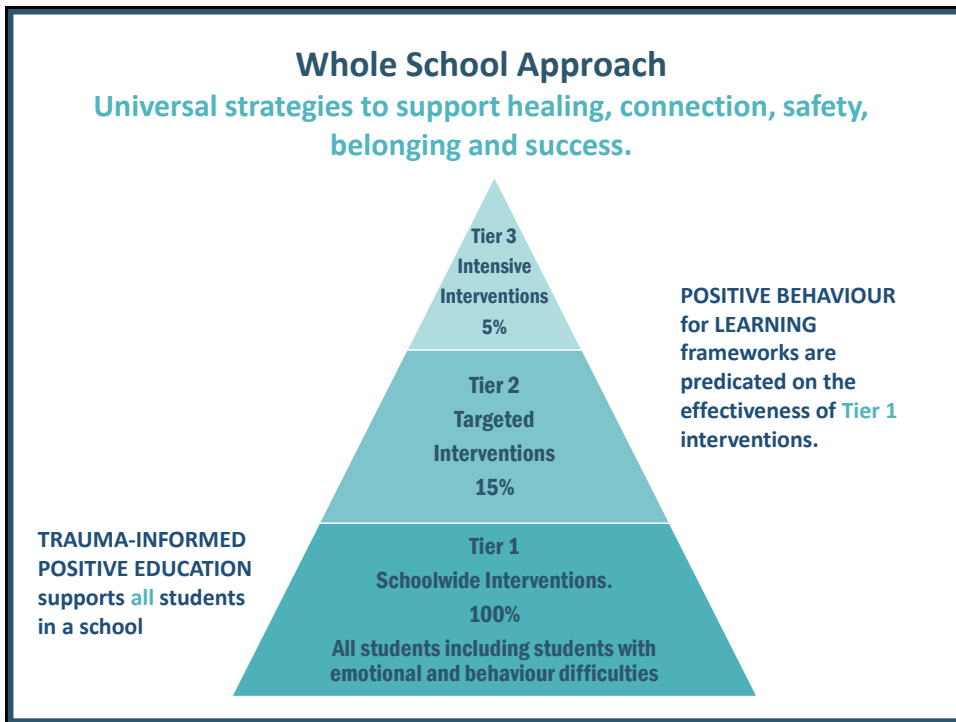 Whole School Approach
Universal strategies to support healing, connection, safety,
belonging and success.
Tier 3
Intensive
Interventions
5%
POSITIVE BEHAVIOUR
for LEARNING
frameworks are
predicated on the
effectiveness of Tier 1
interventions.
Tier 2
Targeted
Interventions
15%
TRAUMA-INFORMED
POSITIVE EDUCATION
supports all students
in a school
Tier 1
Schoolwide Interventions.
100%
All students including students with
emotional and behaviour difficulties